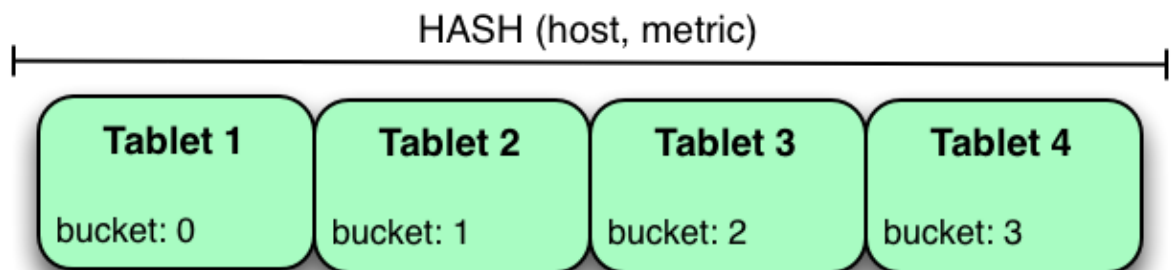 HASH (host, metric)
Tablet 1 Tablet 2 Tablet 3 Tablet 4
bucket: 0 bucket: 1 bucket: 2 bucket: 3